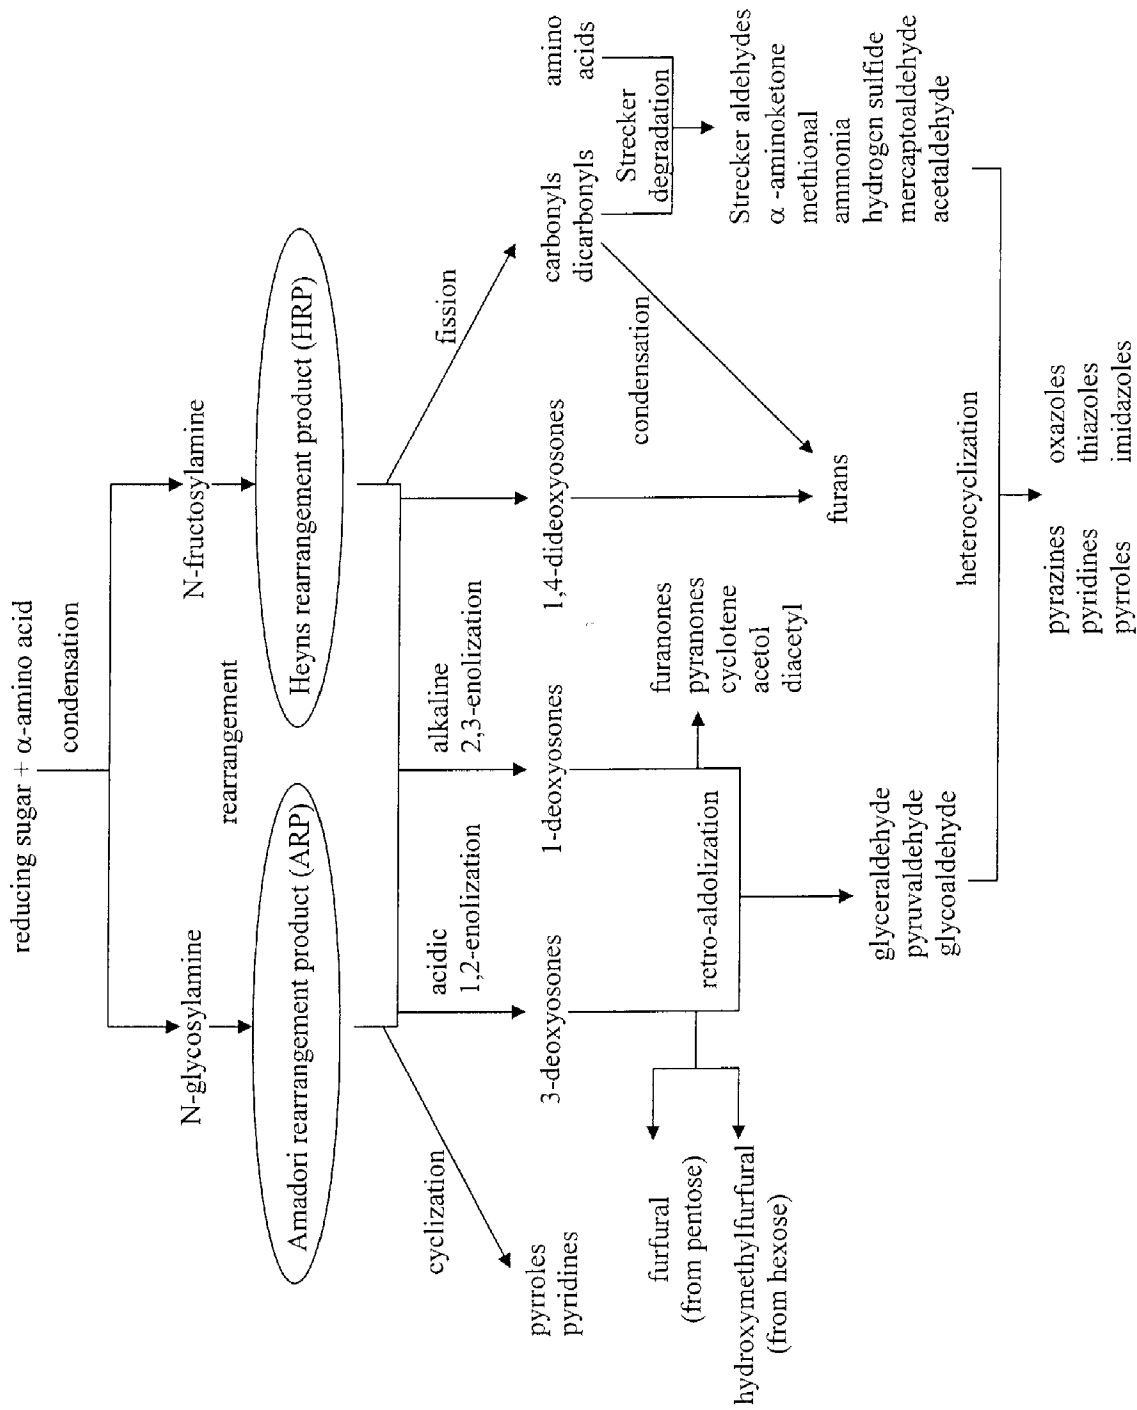 reducing sugar + α-amino acid
condensation
N-glycosylamine
N-fructosylamine
rearrangement
Amadori rearrangement product (ARP)
Heyns rearrangement product (HRP)
cyclization
acidic
1,2-enolization
alkaline
2,3-enolization
fission
pyrroles
pyridines
3-deoxyosones
1-deoxyosones
1,4-dideoxyosones
carbonyls
dicarbonyls
amino
acids
Strecker
degradation
condensation
furfural
(from pentose)
hydroxymethylfurfural
(from hexose)
retro-aldolization
furanones
pyranones
cyclotene
acetol
diacetyl
furans
Strecker aldehydes
α -aminoketone
methional
ammonia
hydrogen sulfide
mercaptoaldehyde
acetaldehyde
glyceraldehyde
pyruvaldehyde
glycoaldehyde
heterocyclization
pyrazines
pyridines
pyrroles
oxazoles
thiazoles
imidazoles